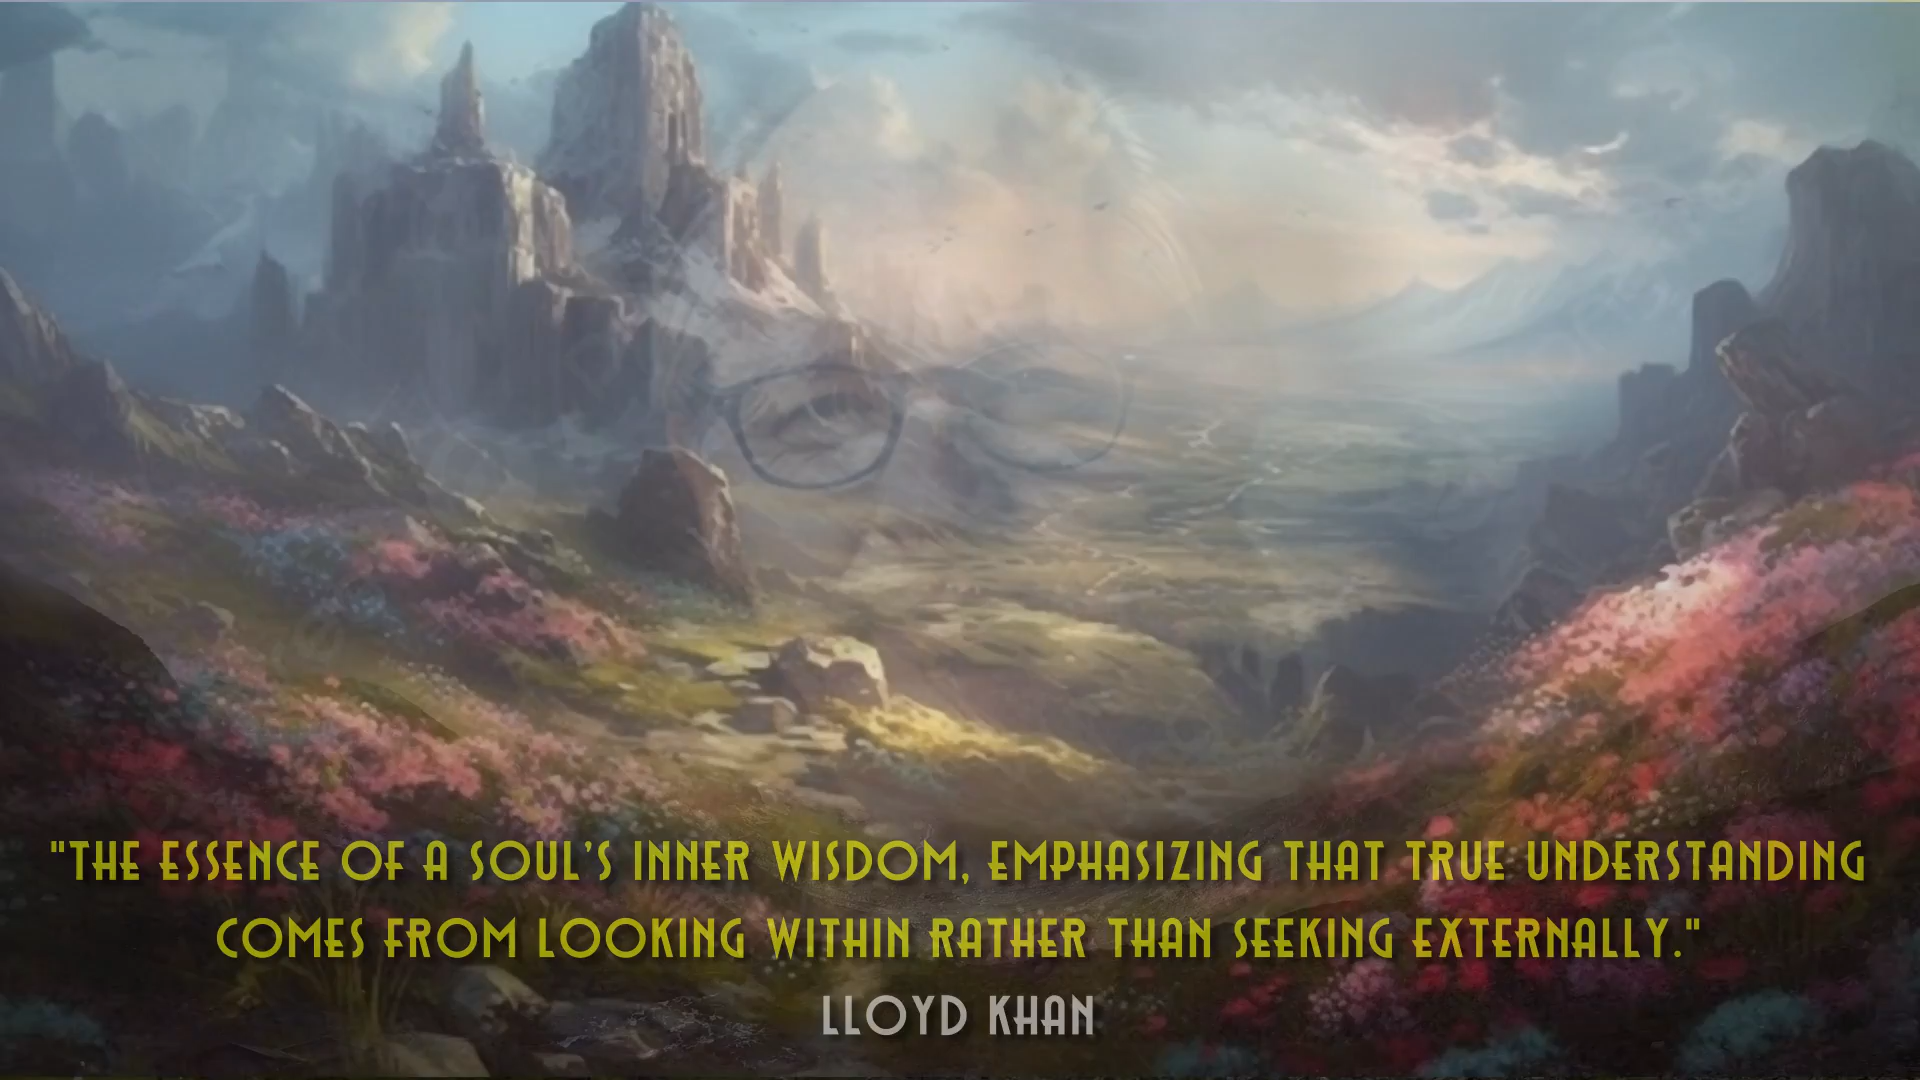 "THE ESSENCE OF A SOUL'S INNER WISDOM, EMPHASIZING THAT TRUE UNDERSTANDING
COMES FROM LOOKING WITHIN RATHER THAN SEEKING EXTERNALLY."
LLOYD KHAN